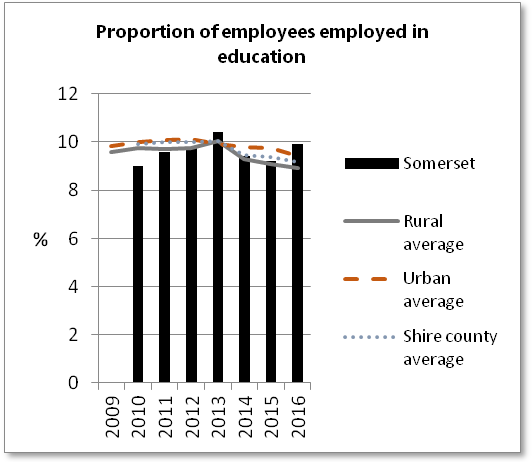 Proportion of employees employed in
education
12
10
8
6
4
2
0
%
2009
2010
2011
2012
2013
2014
2015
2016
Somerset
Rural
average
Urban
average
Shire county
average